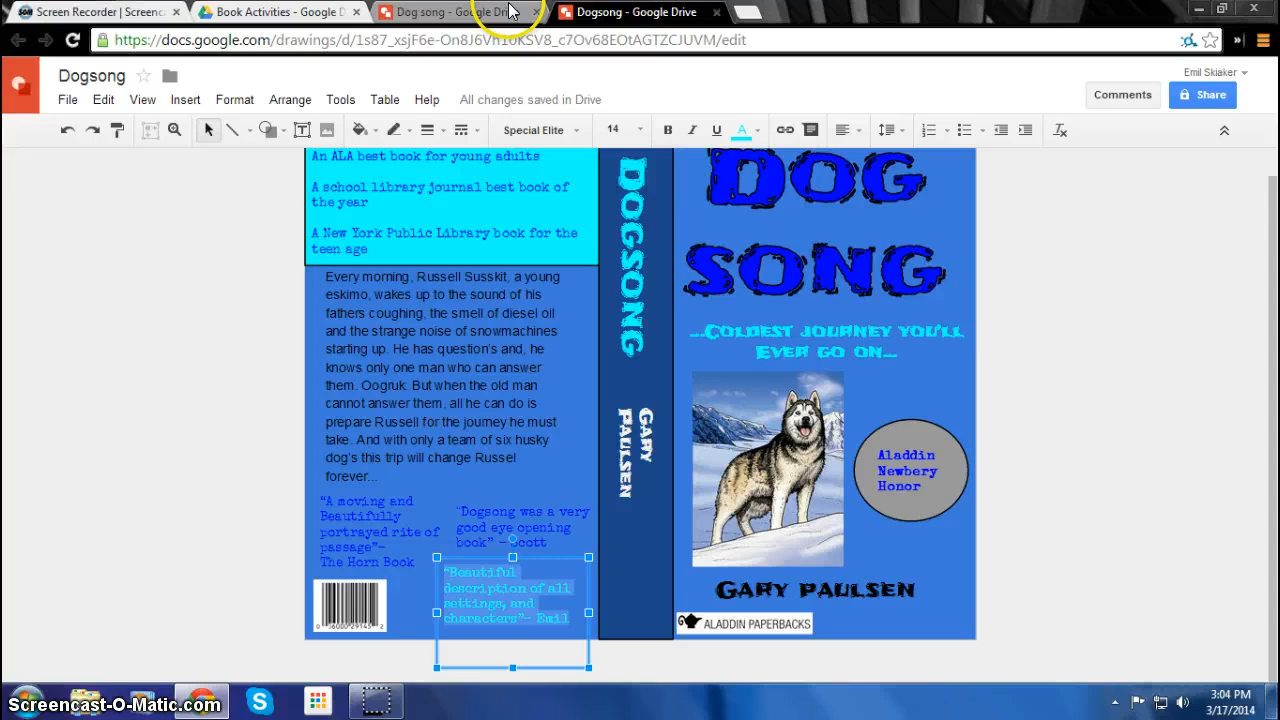 Screen Recorder | Screenca
Book Activities - Google D
Dog song - Google Dri
Dogsong - Google Drive
https://docs.google.com/drawings/d/1s87_xsjF6e-On8J6Vh10KSV8_c7Ov68EOtAGTZCJUVM/edit
Dogsong
Emil Skiaker
File Edit View Insert Format Arrange Tools Table Help All changes saved in Drive
Comments
Share
Special Elite
14
B I U A
An ALA best book for young adults
A school library journal best book of
the year
A New York Public Library book for the
teen age
Every morning, Russell Susskit, a young
eskimo, wakes up to the sound of his
fathers coughing, the smell of diesel oil
and the strange noise of snowmachines
starting up. He has question's and, he
knows only one man who can answer
them. Oogruk. But when the old man
cannot answer them, all he can do is
prepare Russell for the journey he must
take. And with only a team of six husky
dog's this trip will change Russel
forever...
"A moving and
Beautifully
portrayed rite of
passage"-
The Horn Book
"Dogsong was a very
good eye opening
book" - Scott
"Beautiful
description of all
settings, and
characters"- Emil
0 56000 29145 2
DOGSONG
GARY
PAULSEN
DOG
SONG
...COLDEST JOURNEY YOU'LL
EVER GO ON...
Aladdin
Newbery
Honor
GARY PAULSEN
ALADDIN PAPERBACKS
Screencast-O-Matic.com
3:04 PM
3/17/2014